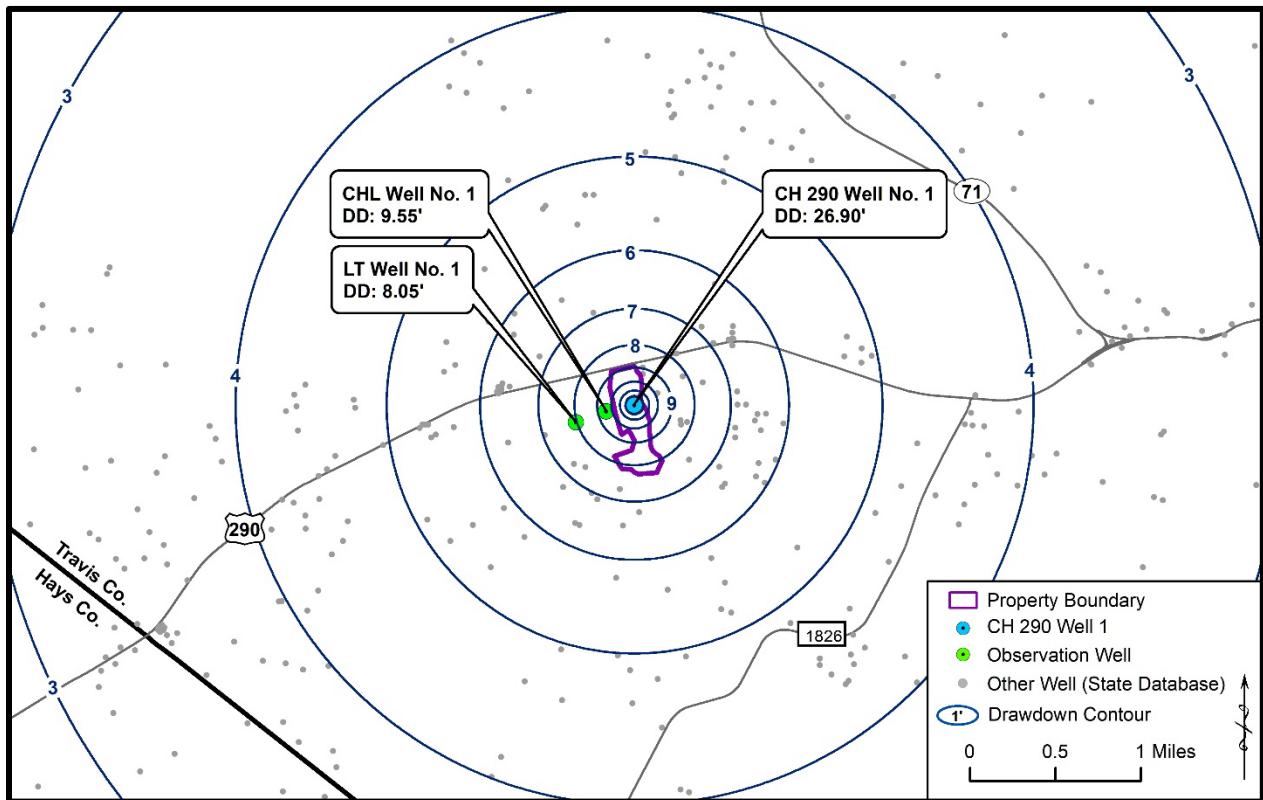 3
3
5
71
CHL Well No. 1
DD: 9.55'
CH 290 Well No. 1
DD: 26.90'
6
LT Well No. 1
DD: 8.05'
7
8
4
4
9
290
Travis Co.
Hays Co.
1826
3
Property Boundary
CH 290 Well 1
Observation Well
Other Well (State Database)
1' Drawdown Contour
0 0.5 1 Miles